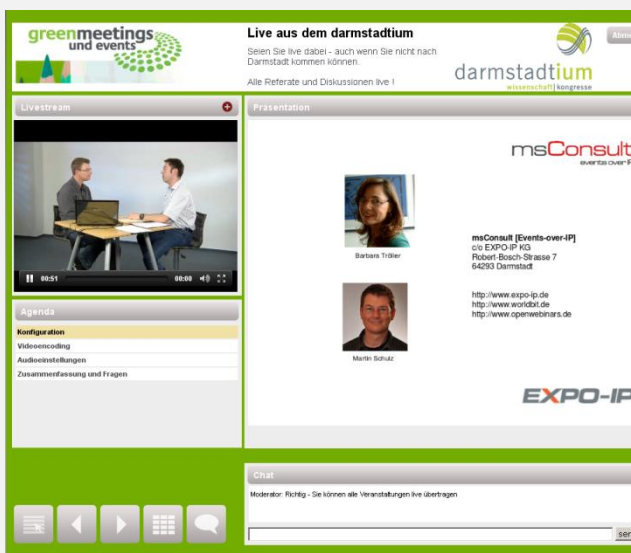 greenmeetings
und events
Live aus dem darmstadtium
Seien Sie live dabei - auch wenn Sie nicht nach
Darmstadt kommen können.
Alle Referate und Diskussionen live !
darmstadtium
wissenschaft | kongresse
Livestream
00:51
00:00
Agenda
Konfiguration
Videoencoding
Audioeinstellungen
Zusammenfassung und Fragen
Präsentation
msConsult
events over
Barbara Tröller
msConsult [Events-over-IP]
c/o EXPO-IP KG
Robert-Bosch-Strasse 7
64293 Darmstadt
http://www.expo-ip.de
http://www.worldbit.de
http://www.openwebinars.de
Martin Schulz
EXPO-IP
Chat
Moderator: Richtig - Sie können alle Veranstaltungen live übertragen